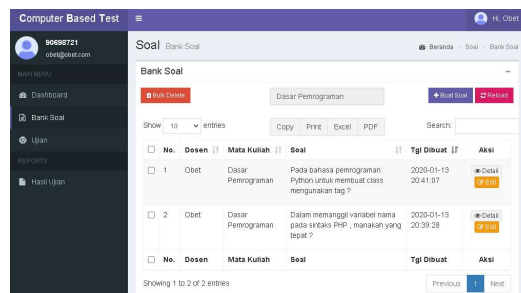 Computer Based Test
Hi, Obet
90698721
obet@obet.com
MAIN MENU
Dashboard
Bank Soal
Ujian
REPORTS
Hasil Ujian
Soal Bank Soal
Beranda > Soal > Bank Soal
Bank Soal
Bulk Delete
Dasar Pemrograman
Buat Soal
Reload
Show 10 entries
Copy Print Excel PDF
Search:
No. Dosen Mata Kuliah Soal Tgl Dibuat Aksi
1 Obet Dasar Pemrograman Pada bahasa pemrograman Python untuk membuat class mengunakan tag ? 2020-01-13 20:41:07 Detail Edit
2 Obet Dasar Pemrograman Dalam memanggil variabel nama pada sintaks PHP , manakah yang tepat ? 2020-01-13 20:39:28 Detail Edit
No. Dosen Mata Kuliah Soal Tgl Dibuat Aksi
Showing 1 to 2 of 2 entries
Previous 1 Next